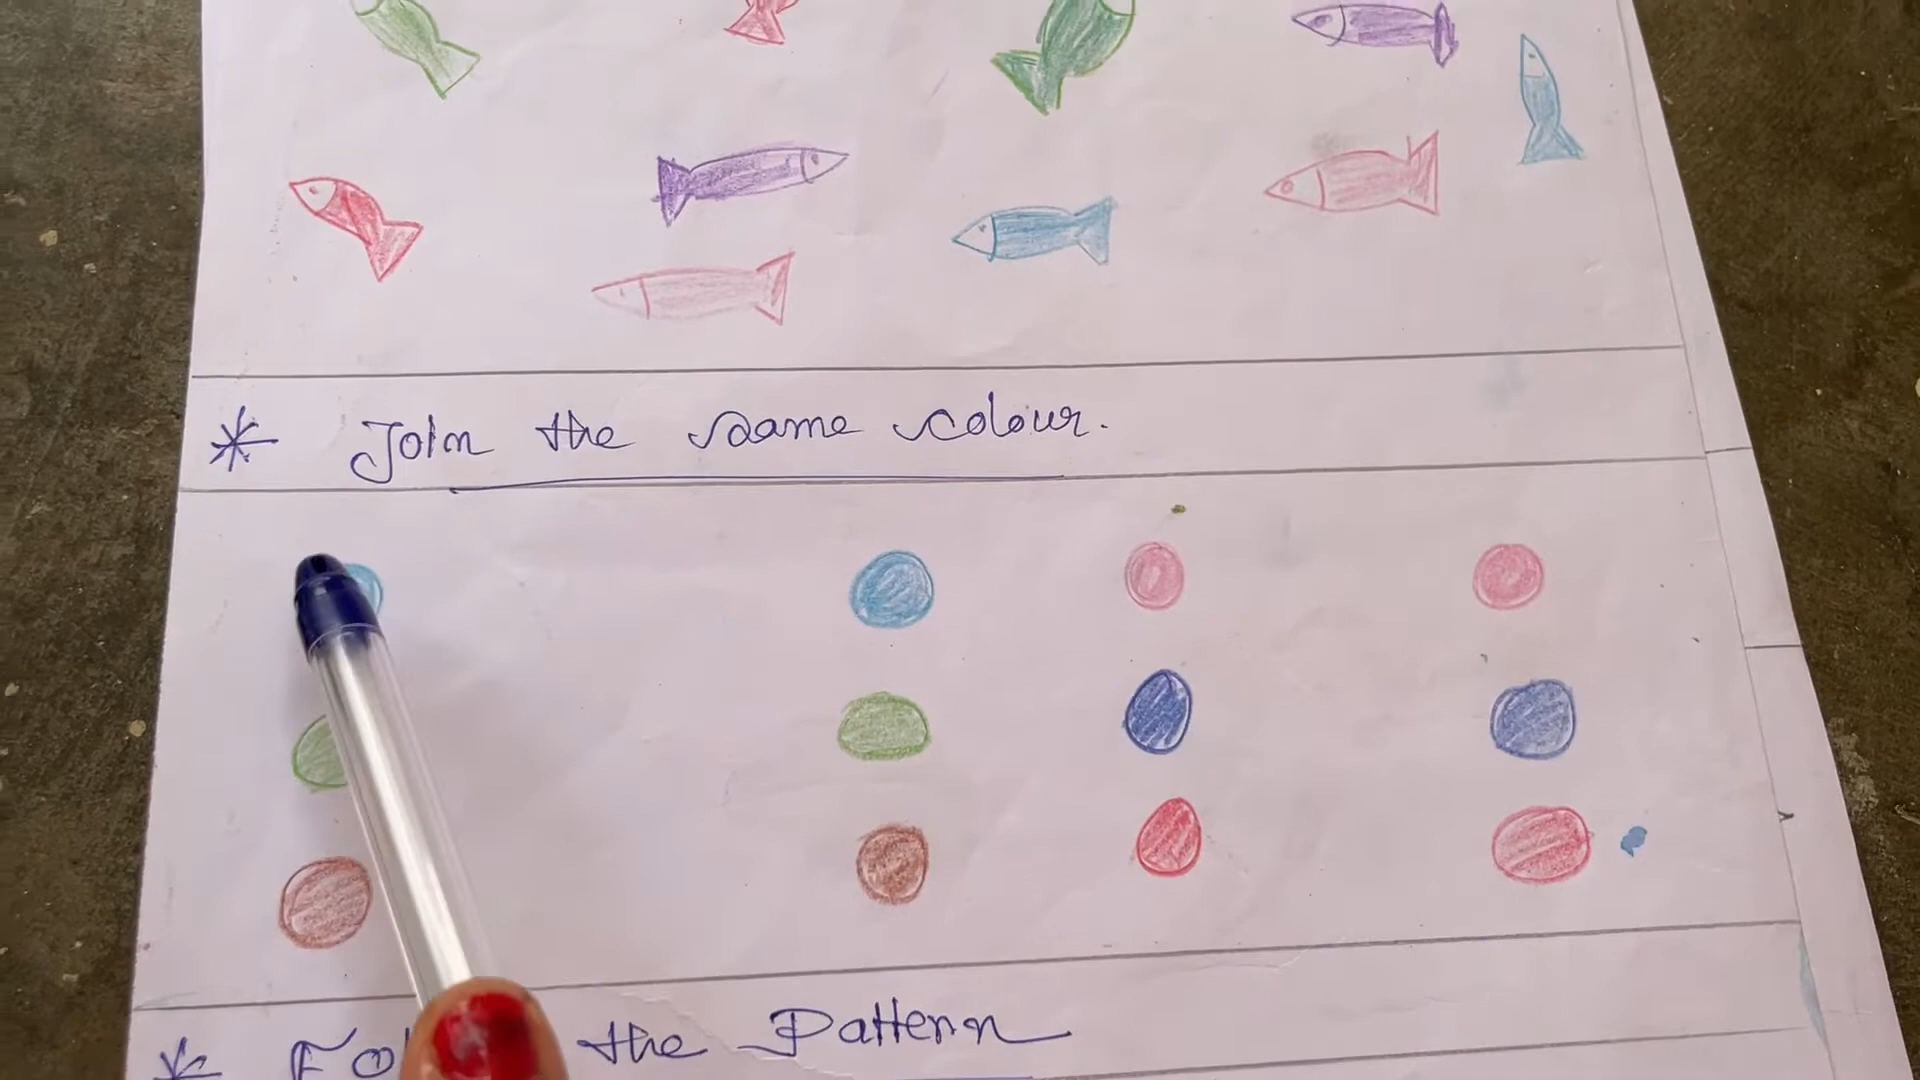 * Join the same colour.
* the Pattern